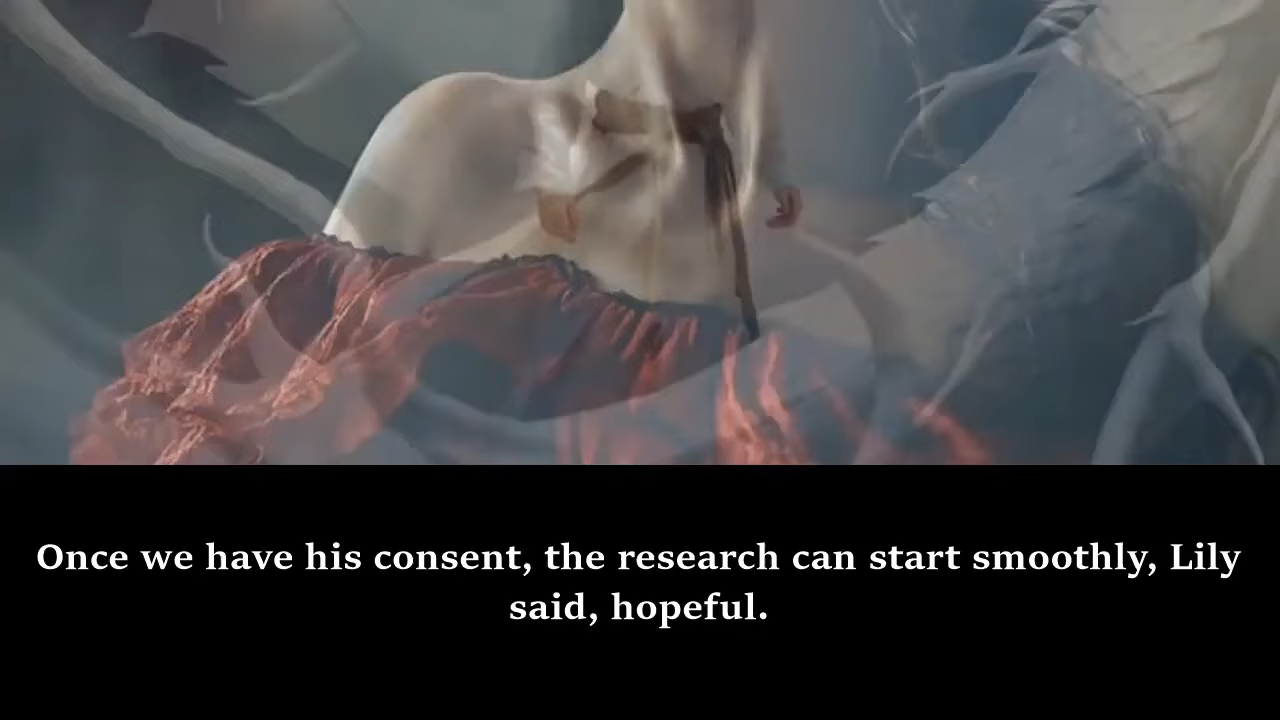 Once we have his consent, the research can start smoothly, Lily
said, hopeful.